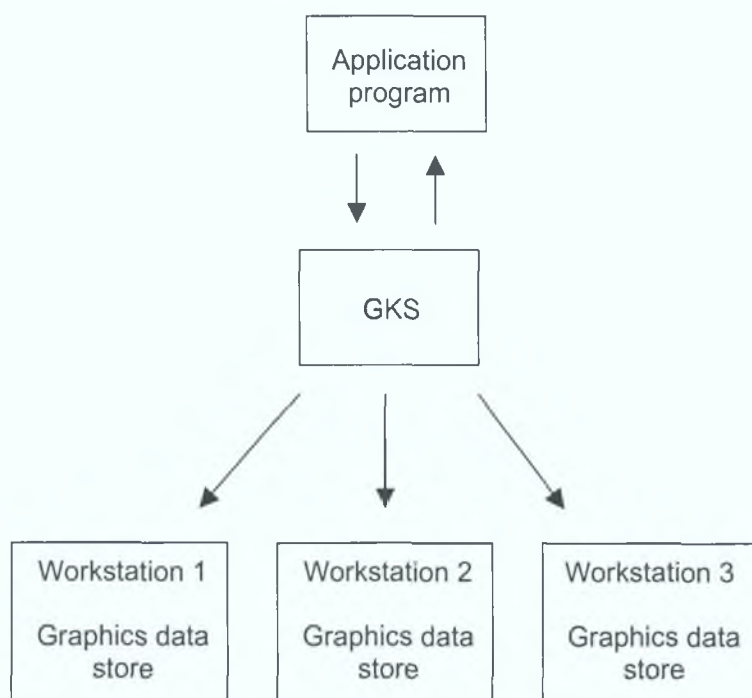 Application
program
GKS
Workstation 1
Graphics data
store
Workstation 2
Graphics data
store
Workstation 3
Graphics data
store